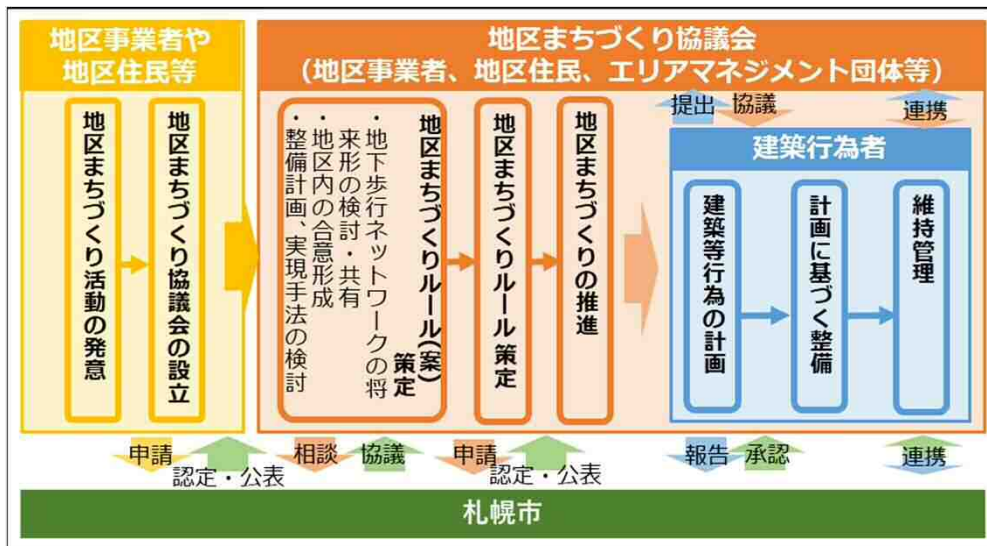 地区事業者や
地区住民等
地区まちづくり活動の発意
地区まちづくり協議会の設立
地区まちづくり協議会
（地区事業者、地区住民、エリアマネジメント団体等）
地区まちづくりルール(案)
策定
・地下歩行ネットワークの将
来形の検討・共有
・地区内の合意形成
・整備計画、実現手法の検討
地区まちづくりルール 策定
地区まちづくりの推進
提出
協議
連携
建築行為者
建築等行為の計画
計画に基づく整備
維持管理
申請
認定・公表
相談
協議
申請
認定・公表
報告
承認
連携
札幌市